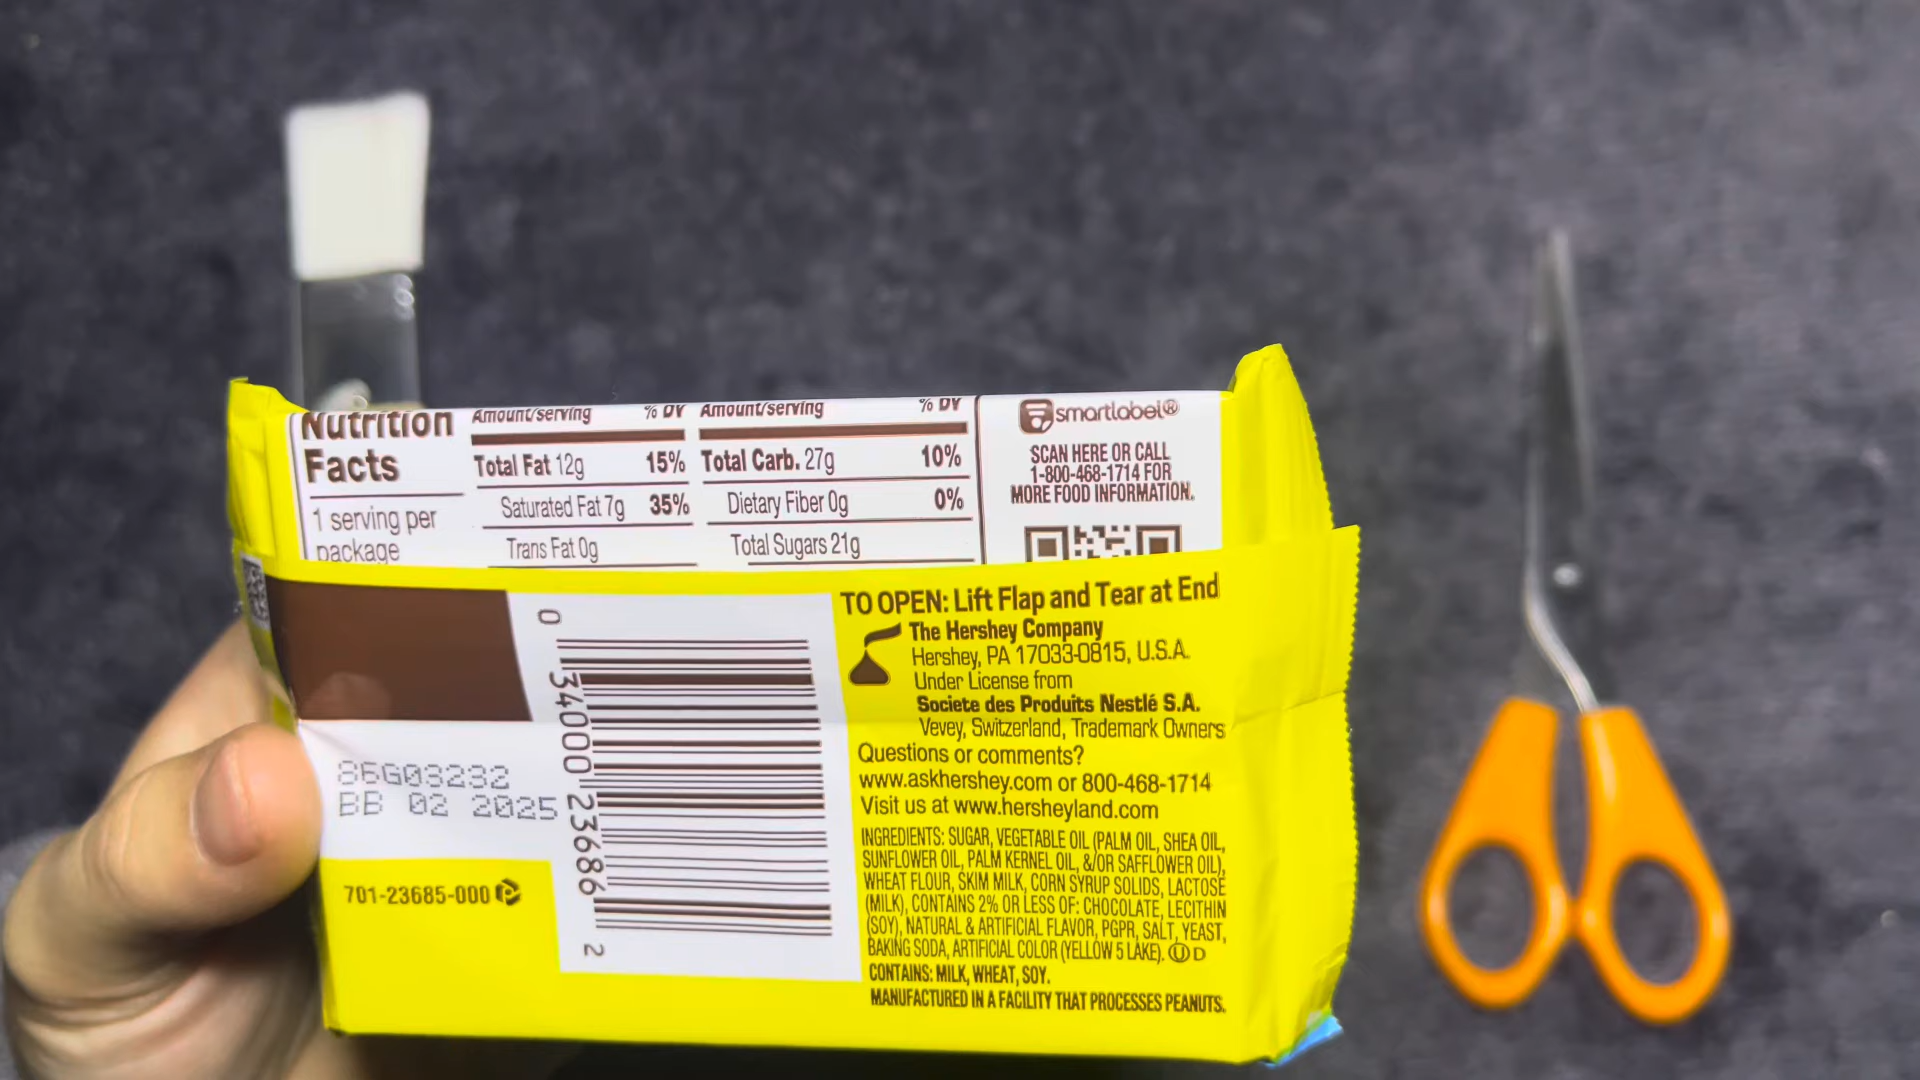 Nutrition
Facts
1 serving per
package
Amount/serving % DV
Total Fat 12g 15%
Saturated Fat 7g 35%
Trans Fat 0g
Amount/serving % DV
Total Carb. 27g 10%
Dietary Fiber 0g 0%
Total Sugars 21g
smartlabel®
SCAN HERE OR CALL
1-800-468-1714 FOR
MORE FOOD INFORMATION.
TO OPEN: Lift Flap and Tear at End
The Hershey Company
Hershey, PA 17033-0815, U.S.A.
Under License from
Societe des Produits Nestlé S.A.
Vevey, Switzerland, Trademark Owners
Questions or comments?
www.askhershey.com or 800-468-1714
Visit us at www.hersheyland.com
INGREDIENTS: SUGAR, VEGETABLE OIL (PALM OIL, SHEA OIL,
SUNFLOWER OIL, PALM KERNEL OIL, &/OR SAFFLOWER OIL),
WHEAT FLOUR, SKIM MILK, CORN SYRUP SOLIDS, LACTOSE
(MILK), CONTAINS 2% OR LESS OF: CHOCOLATE, LECITHIN
(SOY), NATURAL & ARTIFICIAL FLAVOR, PGPR, SALT, YEAST,
BAKING SODA, ARTIFICIAL COLOR (YELLOW 5 LAKE). Ⓤ D
CONTAINS: MILK, WHEAT, SOY.
MANUFACTURED IN A FACILITY THAT PROCESSES PEANUTS.
0 34000 23686 2
86G03232
BB 02 2025
701-23685-000